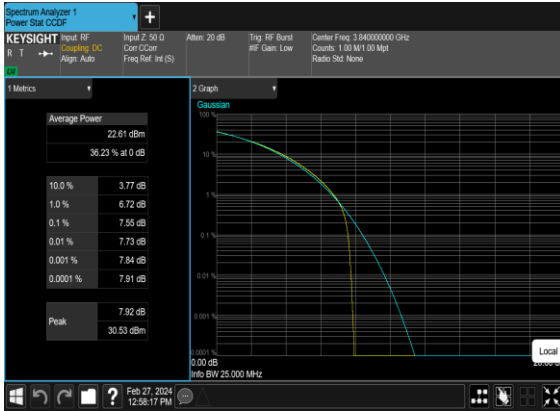 Spectrum Analyzer 1
Power Stat CCDF
KEYSIGHT
R T
LV
Input: RF
Coupling: DC
Align: Auto
Input Z: 50 Ω
Corr CCorr
Freq Ref: Int (S)
Atten: 20 dB
Trig: RF Burst
#IF Gain: Low
Center Freq: 3.840000000 GHz
Counts: 1.00 M/1.00 Mpt
Radio Std: None
1 Metrics
Average Power
22.61 dBm
36.23 % at 0 dB
10.0 % 3.77 dB
1.0 % 6.72 dB
0.1 % 7.55 dB
0.01 % 7.73 dB
0.001 % 7.84 dB
0.0001 % 7.91 dB
Peak 7.92 dB
30.53 dBm
2 Graph
Gaussian
100 %
10 %
1 %
0.1 %
0.01 %
0.001 %
0.0001 %
0.00 dB
Info BW 25.000 MHz
Local
Feb 27, 2024
12:58:17 PM